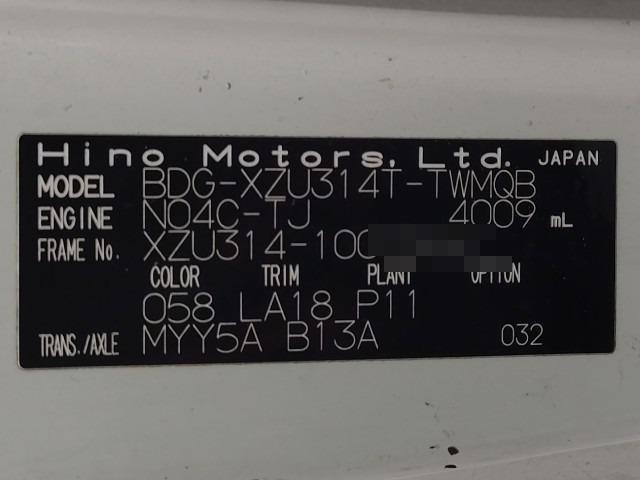 Hino Motors, Ltd. JAPAN
MODEL BDG-XZU314T-TWMQB
ENGINE N04C-TJ 4009 mL
FRAME No. XZU314-100
COLOR TRIM PLANT OPTION
058 LA18 P11
TRANS./AXLE MYY5A B13A 032